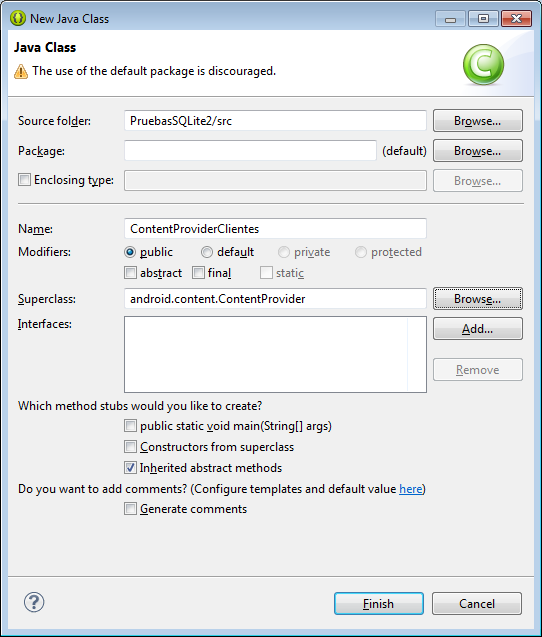 New Java Class
Java Class
The use of the default package is discouraged.
Source folder: PruebasSQLite2/src Browse...
Package: (default) Browse...
Enclosing type: Browse...
Name: ContentProviderClientes
Modifiers: public default private protected
abstract final static
Superclass: android.content.ContentProvider Browse...
Interfaces: Add...
Remove
Which method stubs would you like to create?
public static void main(String[] args)
Constructors from superclass
Inherited abstract methods
Do you want to add comments? (Configure templates and default value here)
Generate comments
? Finish Cancel